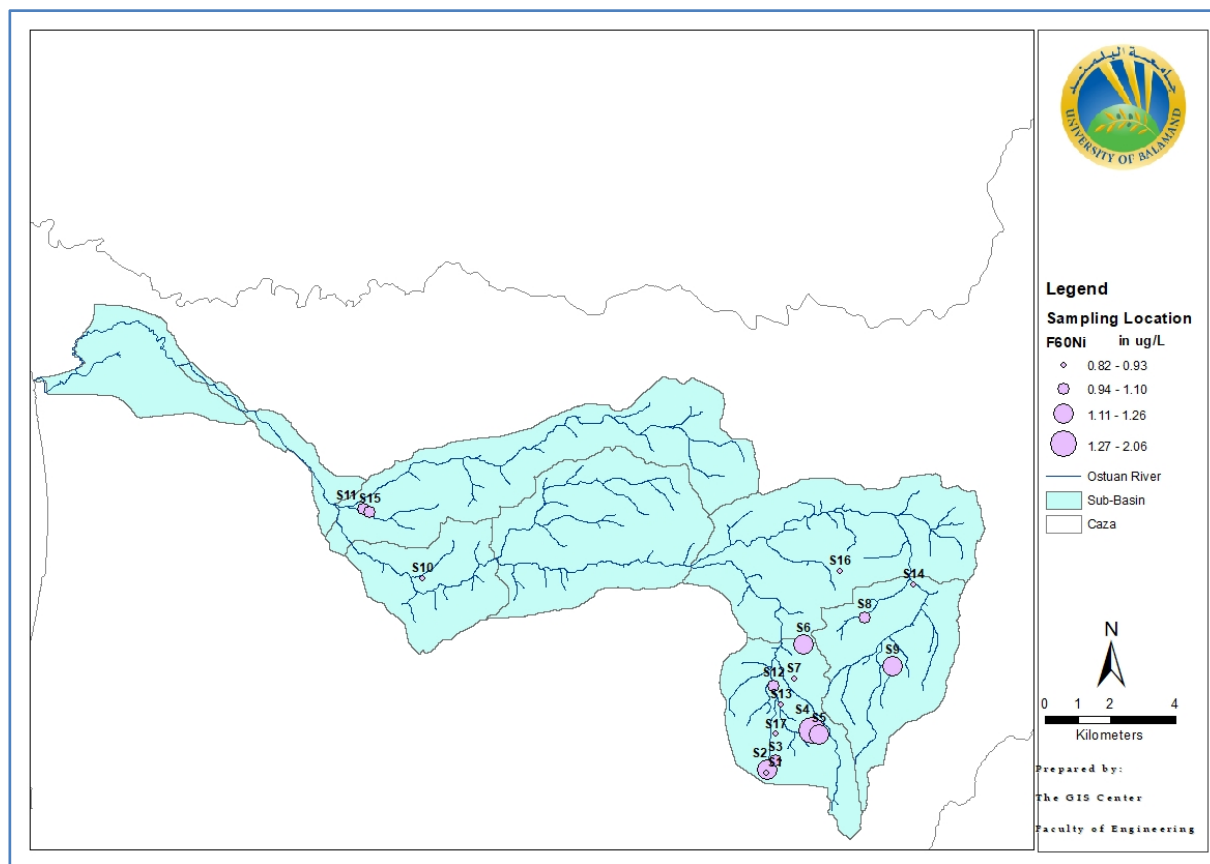 جامعة البلمند
UNIVERSITY OF BALAMAND
Legend
Sampling Location
F60Ni in ug/L
0.82 - 0.93
0.94 - 1.10
1.11 - 1.26
1.27 - 2.06
Ostuan River
Sub-Basin
Caza
S11
S15
S10
S16
S14
S8
S6
S9
S7
S12
S13
S4
S5
S17
S3
S2
S1
N
0 2 4
Kilometers
Prepared by:
The GIS Center
Faculty of Engineering